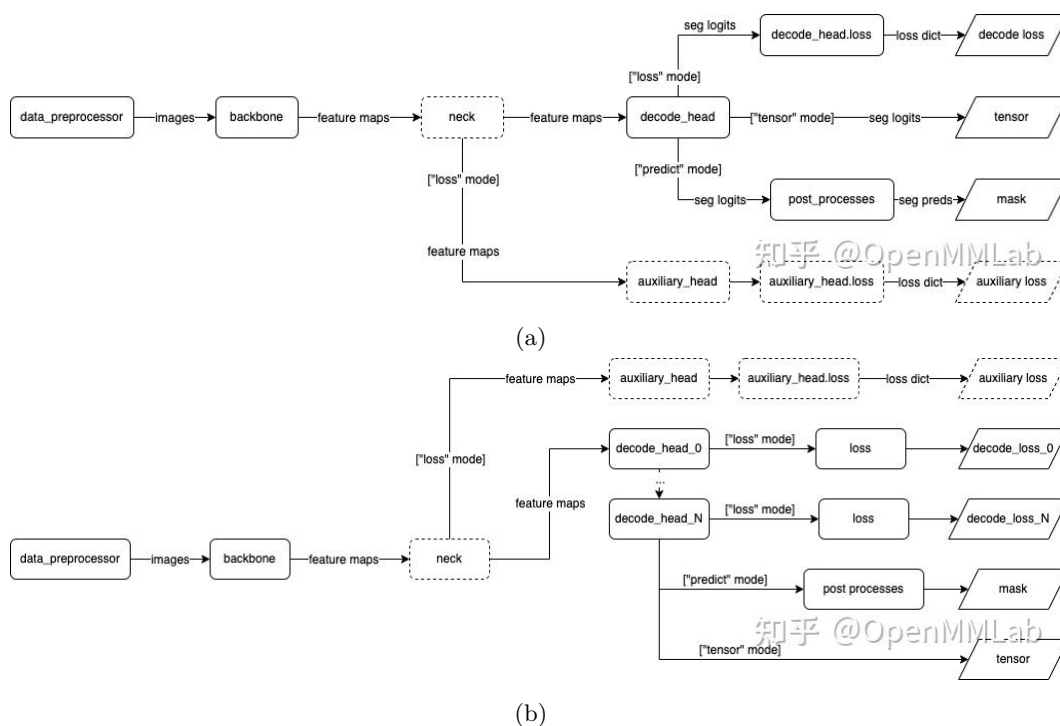 seg logits
decode_head.loss
loss dict
decode loss
["loss" mode]
data_preprocessor
images
backbone
feature maps
neck
feature maps
decode_head
["tensor" mode]
seg logits
tensor
["loss" mode]
["predict" mode]
seg logits
post_processes
seg preds
mask
feature maps
知乎 @OpenMMLab
auxiliary_head
auxiliary_head.loss
loss dict
auxiliary loss
(a)
feature maps
auxiliary_head
auxiliary_head.loss
loss dict
auxiliary loss
["loss" mode]
feature maps
decode_head_0
["loss" mode]
loss
decode_loss_0
...
decode_head_N
["loss" mode]
loss
decode_loss_N
data_preprocessor
images
backbone
feature maps
neck
["predict" mode]
post processes
mask
知乎 @OpenMMLab
["tensor" mode]
tensor
(b)